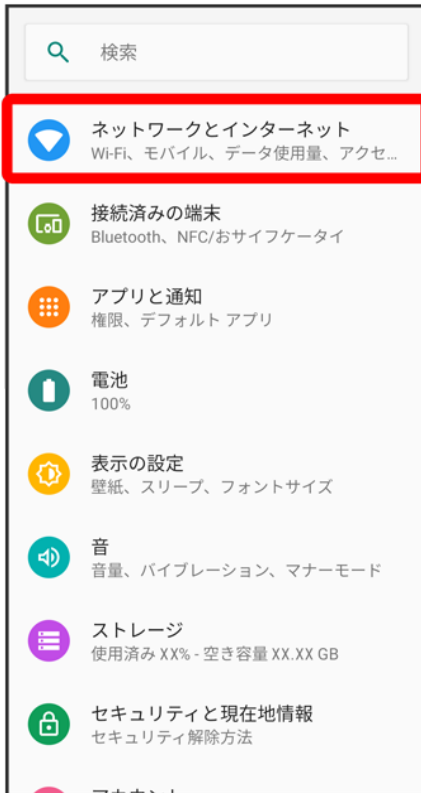 検索
ネットワークとインターネット
Wi-Fi、モバイル、データ使用量、アクセ...
接続済みの端末
Bluetooth、NFC/おサイフケータイ
アプリと通知
権限、デフォルト アプリ
電池
100%
表示の設定
壁紙、スリープ、フォントサイズ
音
音量、バイブレーション、マナーモード
ストレージ
使用済み XX% - 空き容量 XX.XX GB
セキュリティと現在地情報
セキュリティ解除方法